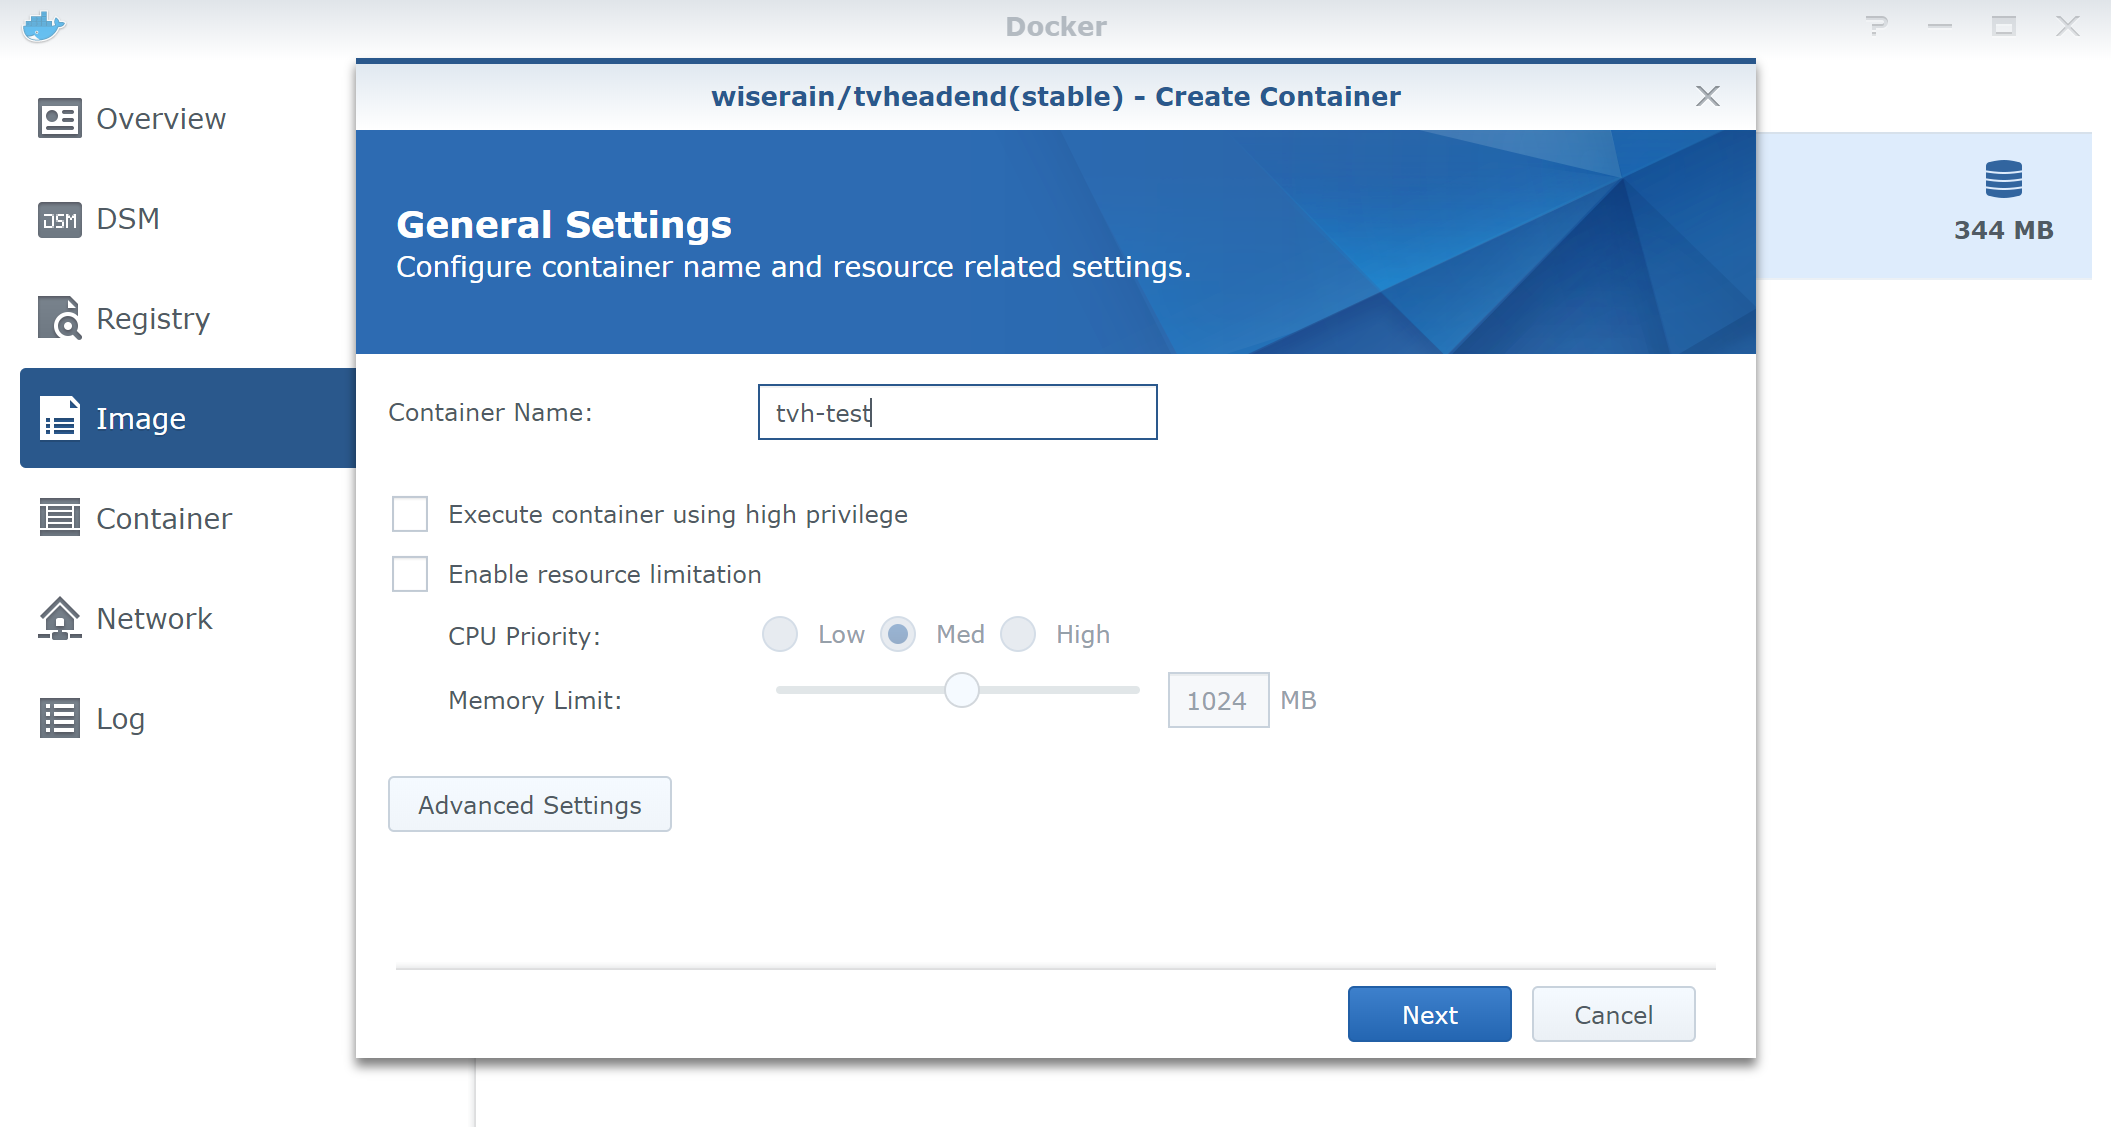 Docker
Overview
DSM
DSM
Registry
Image
Container
Network
Log
wiserain/tvheadend(stable) - Create Container
General Settings
Configure container name and resource related settings.
Container Name: tvh-test
Execute container using high privilege
Enable resource limitation
CPU Priority: Low Med High
Memory Limit: 1024 MB
Advanced Settings
Next Cancel
344 MB